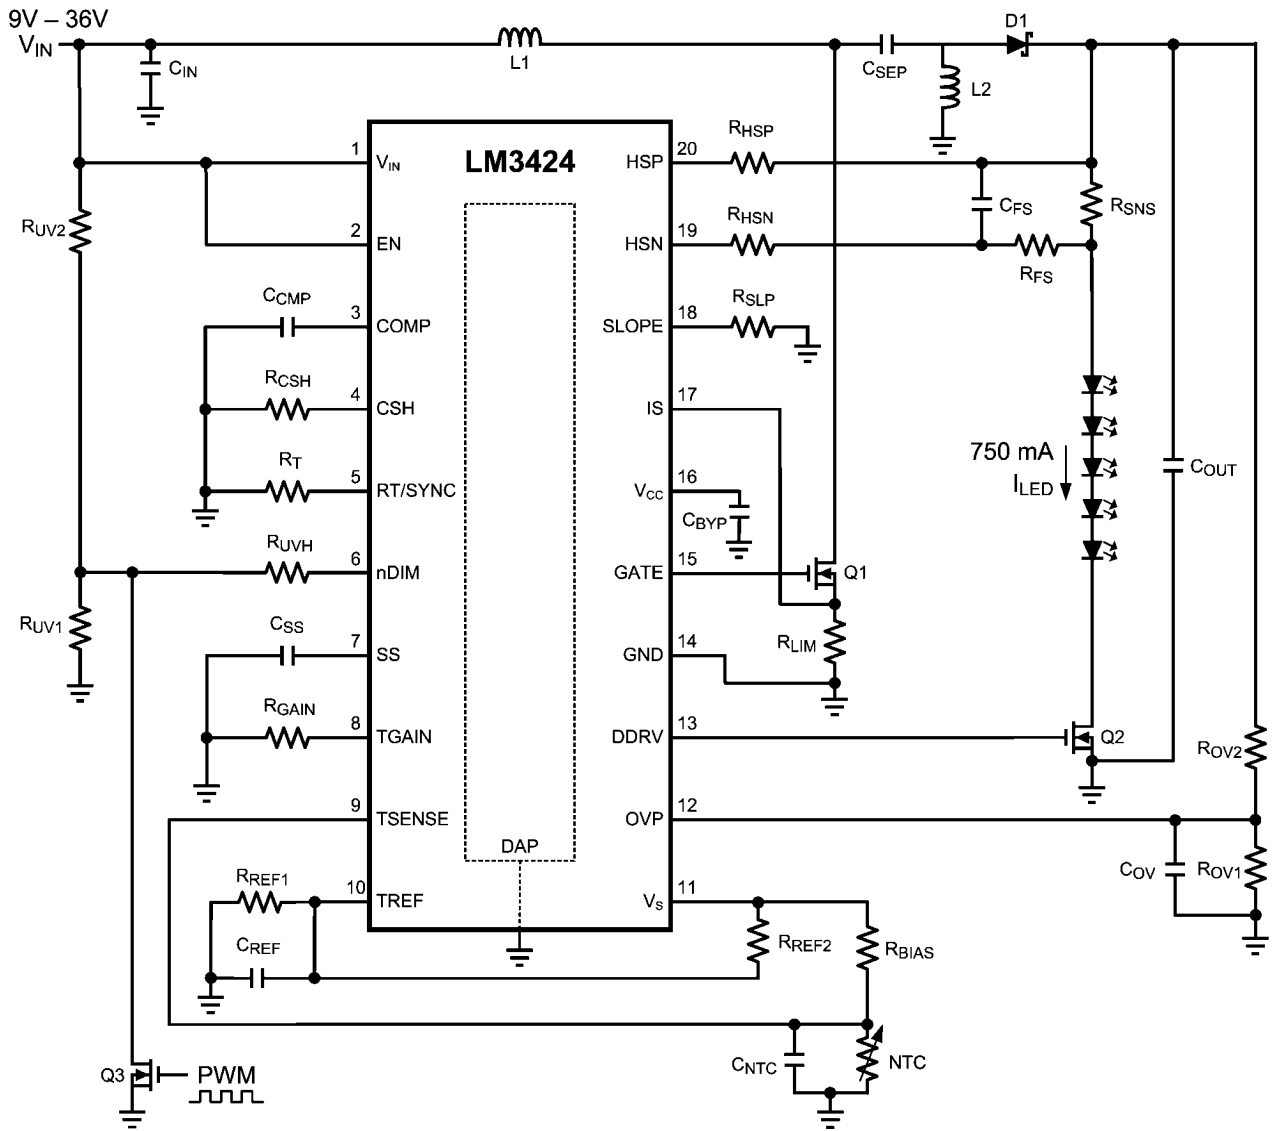 9V – 36V
VIN
CIN
L1
CSEP
D1
L2
LM3424
1 VIN
2 EN
3 COMP
4 CSH
5 RT/SYNC
6 nDIM
7 SS
8 TGAIN
9 TSENSE
10 TREF
HSP 20
HSN 19
SLOPE 18
IS 17
VCC 16
GATE 15
GND 14
DDRV 13
OVP 12
VS 11
DAP
RUV2
RUV1
CCMP
RCSH
RT
RUVH
CSS
RGAIN
RREF1
CREF
RHSP
RHSN
CFS
RFS
RSNS
RSLP
CBYP
Q1
RLIM
750 mA
ILED
COUT
Q2
ROV2
COV
ROV1
RREF2
RBIAS
CNTC
NTC
Q3
PWM